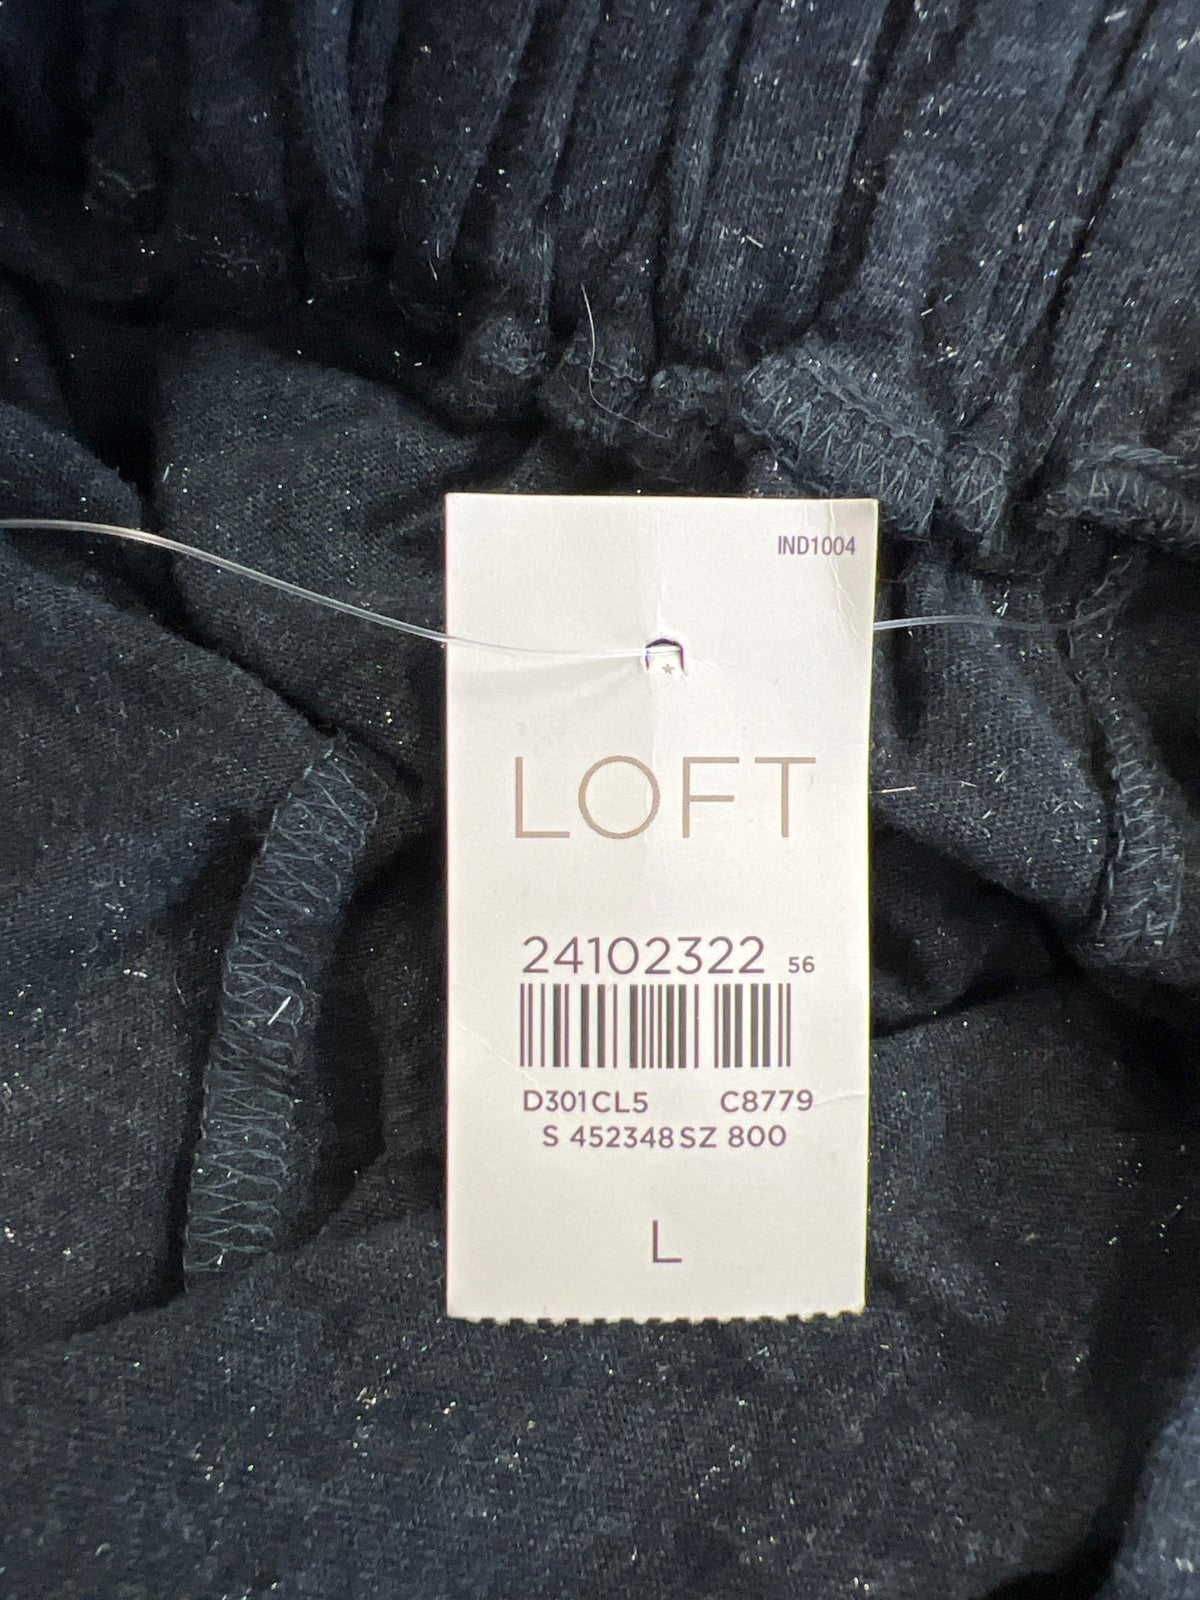 IND1004
LOFT
24102322 56
D301CL5 C8779
S 452348 SZ 800
L